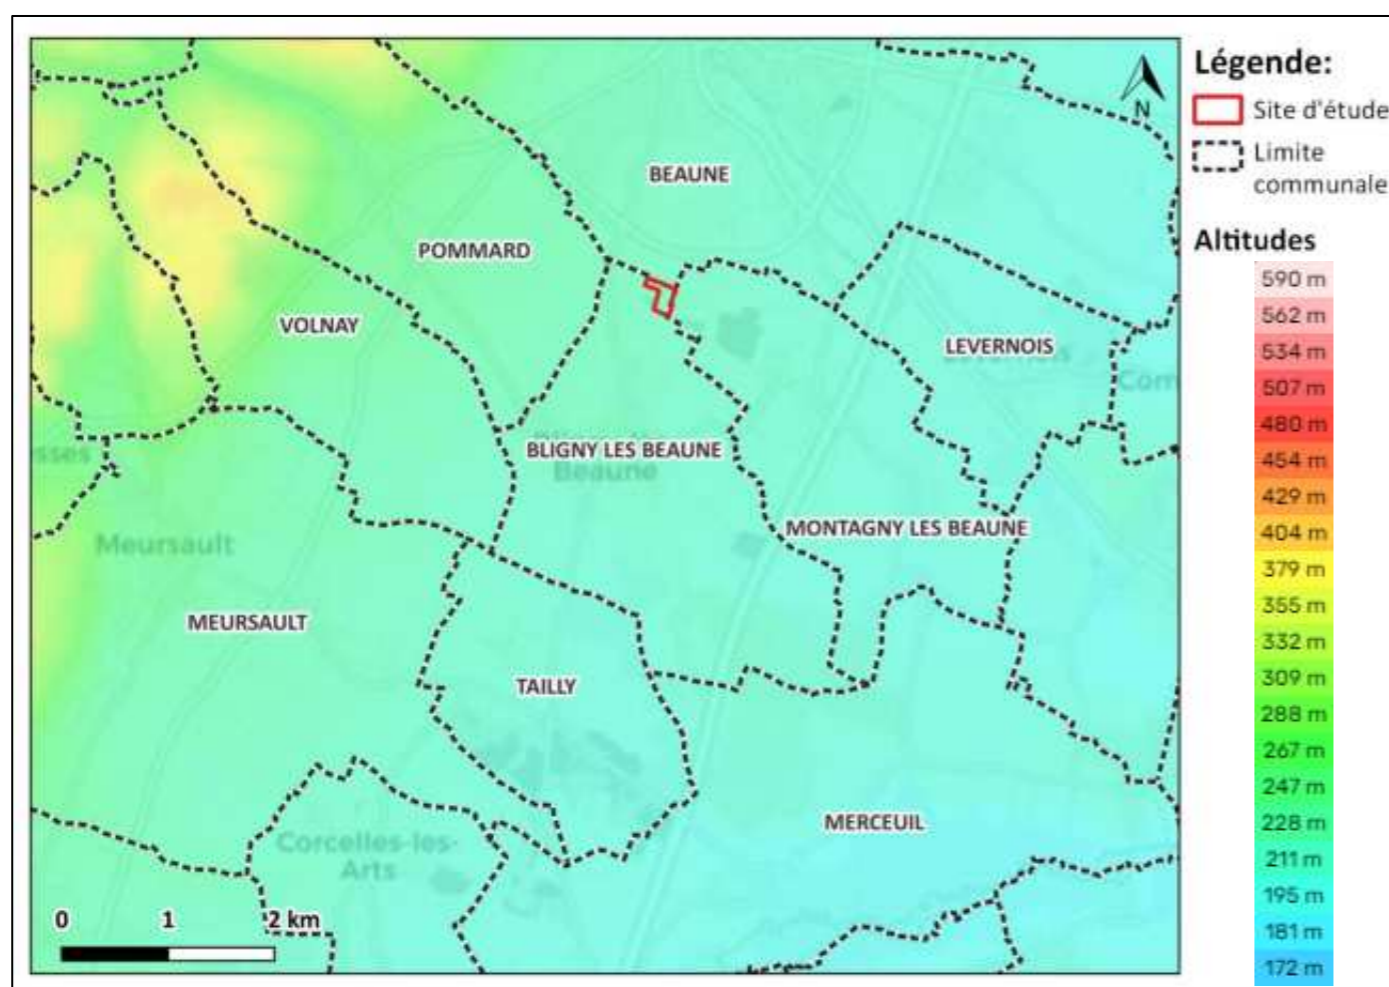 Légende:
Site d'étude
Limite
communale
Altitudes
590 m
562 m
534 m
507 m
480 m
454 m
429 m
404 m
379 m
355 m
332 m
309 m
288 m
267 m
247 m
228 m
211 m
195 m
181 m
172 m
N
BEAUNE
POMMARD
VOLNAY
LEVERNOIS
Com
BLIGNY LES BEAUNE
Beaune
sses
MONTAGNY LES BEAUNE
Meursault
MEURSAULT
TAILLY
MERCEUIL
Corcelles-les-
Arts
0 1 2 km